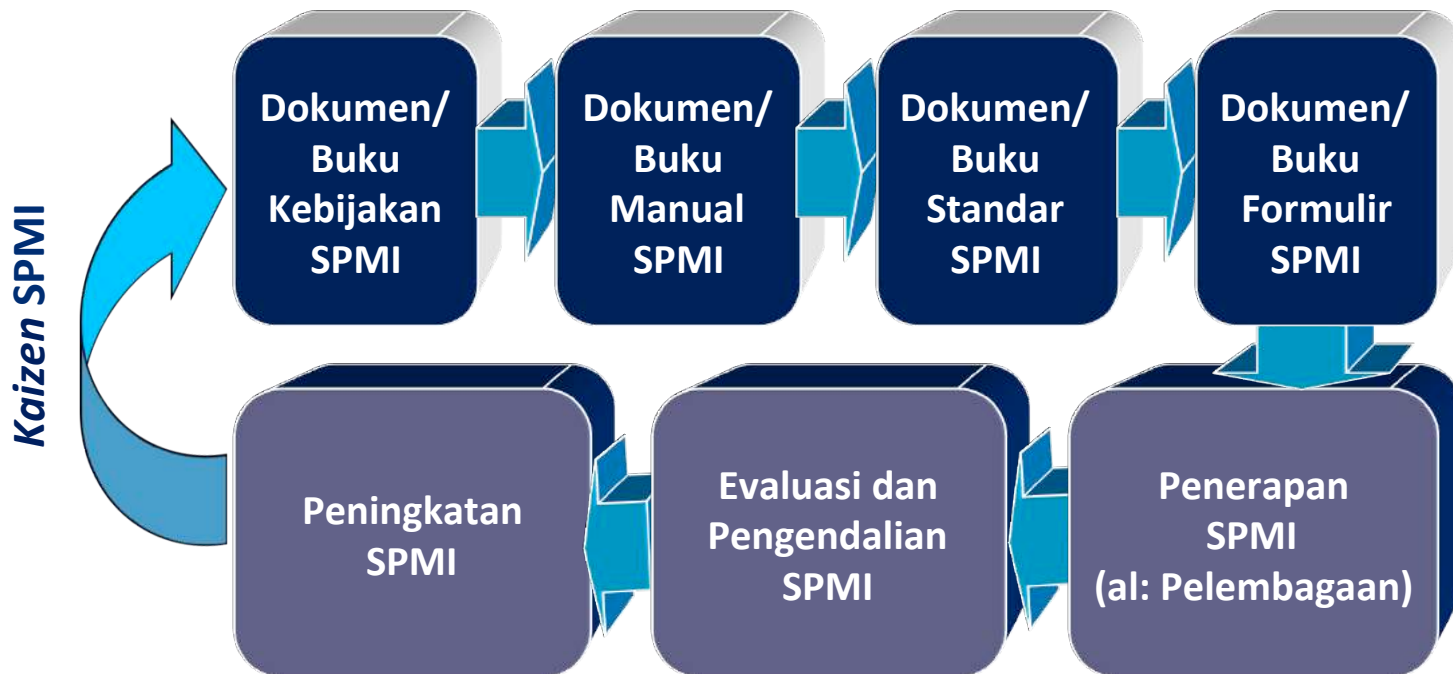 Kaizen SPMI
Dokumen/
Buku
Kebijakan
SPMI
Dokumen/
Buku
Manual
SPMI
Dokumen/
Buku
Standar
SPMI
Dokumen/
Buku
Formulir
SPMI
Peningkatan
SPMI
Evaluasi dan
Pengendalian
SPMI
Penerapan
SPMI
(al: Pelembagaan)